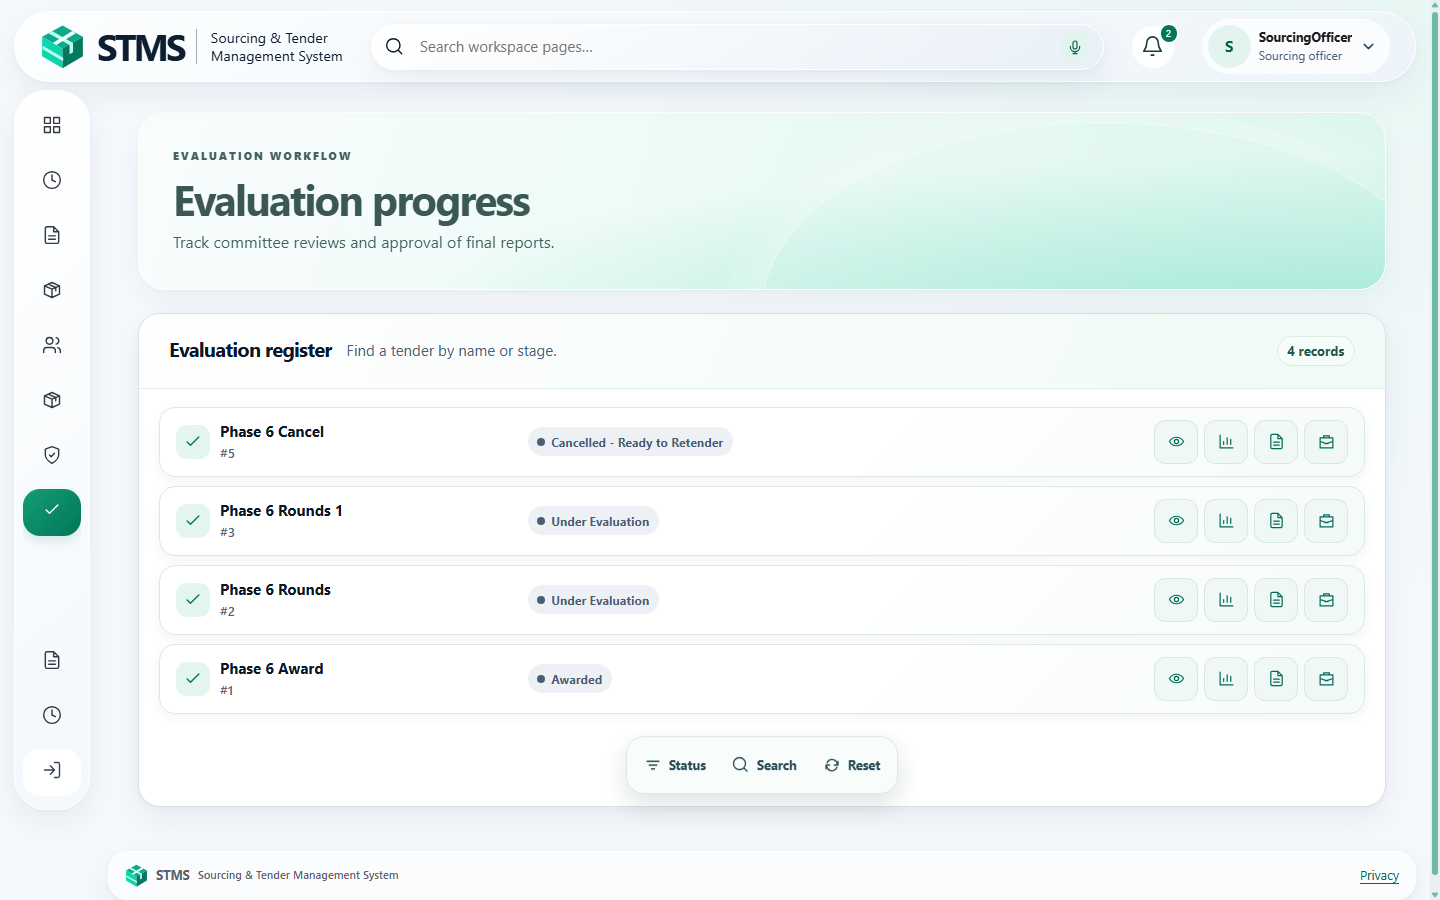 STMS
Sourcing & Tender
Management System
Search workspace pages...
2
S
SourcingOfficer
Sourcing officer
EVALUATION WORKFLOW
Evaluation progress
Track committee reviews and approval of final reports.
Evaluation register
Find a tender by name or stage.
4 records
Phase 6 Cancel
#5
Cancelled - Ready to Retender
Phase 6 Rounds 1
#3
Under Evaluation
Phase 6 Rounds
#2
Under Evaluation
Phase 6 Award
#1
Awarded
Status
Search
Reset
STMS
Sourcing & Tender Management System
Privacy